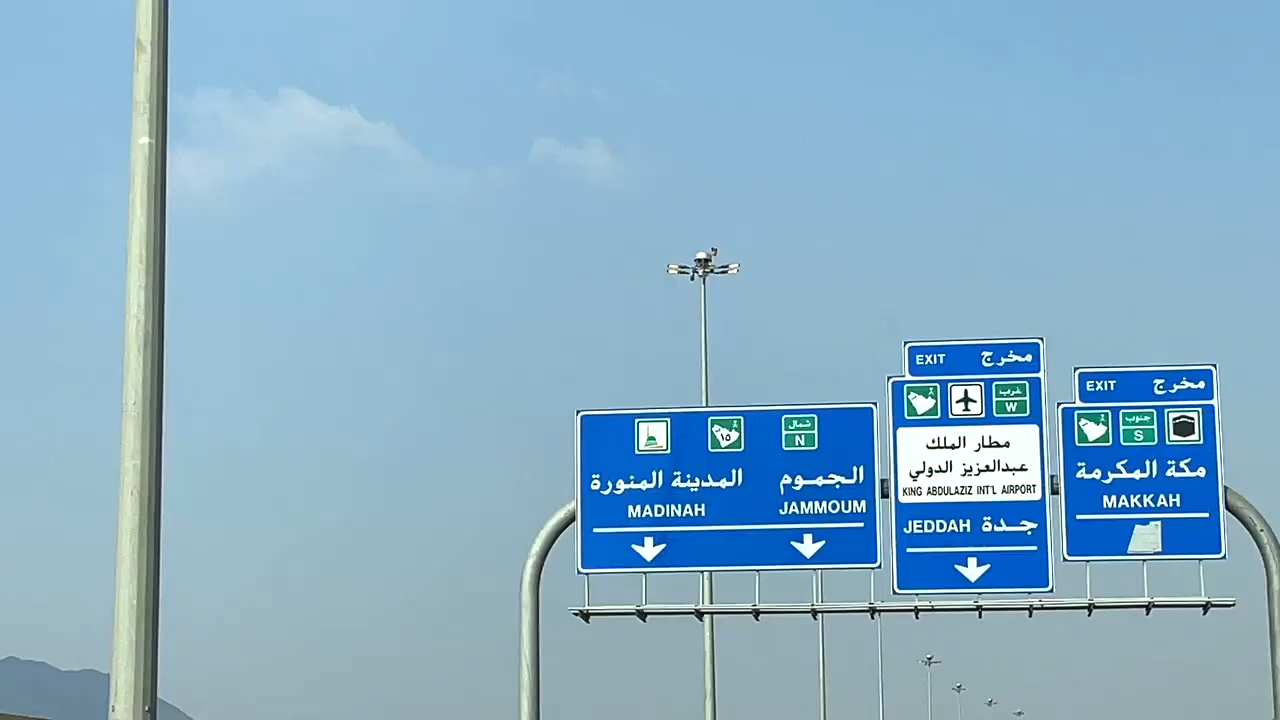 ١٥
شمال
N
المدينة المنورة
MADINAH
الجموم
JAMMOUM
EXIT مخرج
غرب
W
مطار الملك
عبدالعزيز الدولي
KING ABDULAZIZ INT'L AIRPORT
JEDDAH جدة
EXIT مخرج
جنوب
S
مكة المكرمة
MAKKAH